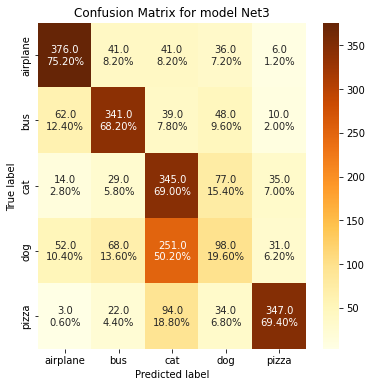 Confusion Matrix for model Net3
True label
airplane
376.0 41.0 41.0 36.0 6.0
75.20% 8.20% 8.20% 7.20% 1.20%
bus
62.0 341.0 39.0 48.0 10.0
12.40% 68.20% 7.80% 9.60% 2.00%
cat
14.0 29.0 345.0 77.0 35.0
2.80% 5.80% 69.00% 15.40% 7.00%
dog
52.0 68.0 251.0 98.0 31.0
10.40% 13.60% 50.20% 19.60% 6.20%
pizza
3.0 22.0 94.0 34.0 347.0
0.60% 4.40% 18.80% 6.80% 69.40%
airplane bus cat dog pizza
Predicted label
350
300
250
200
150
100
50